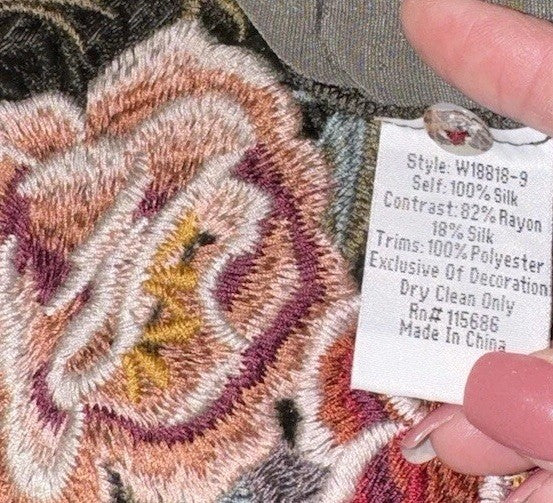 Style: W18818-9
Self: 100% Silk
Contrast: 82% Rayon
18% Silk
Trims: 100% Polyester
Exclusive Of Decoration
Dry Clean Only
Rn# 115686
Made In China